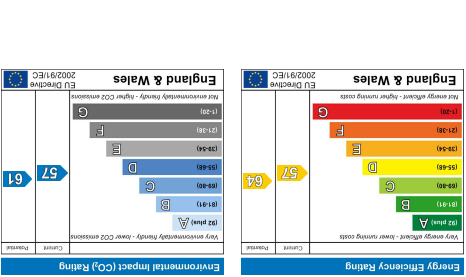 Energy Efficiency Rating
Current
Potential
Very energy efficient - lower running costs
(92 plus) A
(81-91) B
(69-80) C
(55-68) D
(39-54) E
(21-38) F
(1-20) G
57
64
Not energy efficient - higher running costs
England & Wales
EU Directive
2002/91/EC
Environmental Impact (CO₂) Rating
Current
Potential
Very environmentally friendly - lower CO2 emissions
(92 plus) A
(81-91) B
(69-80) C
(55-68) D
(39-54) E
(21-38) F
(1-20) G
57
61
Not environmentally friendly - higher CO2 emissions
England & Wales
EU Directive
2002/91/EC